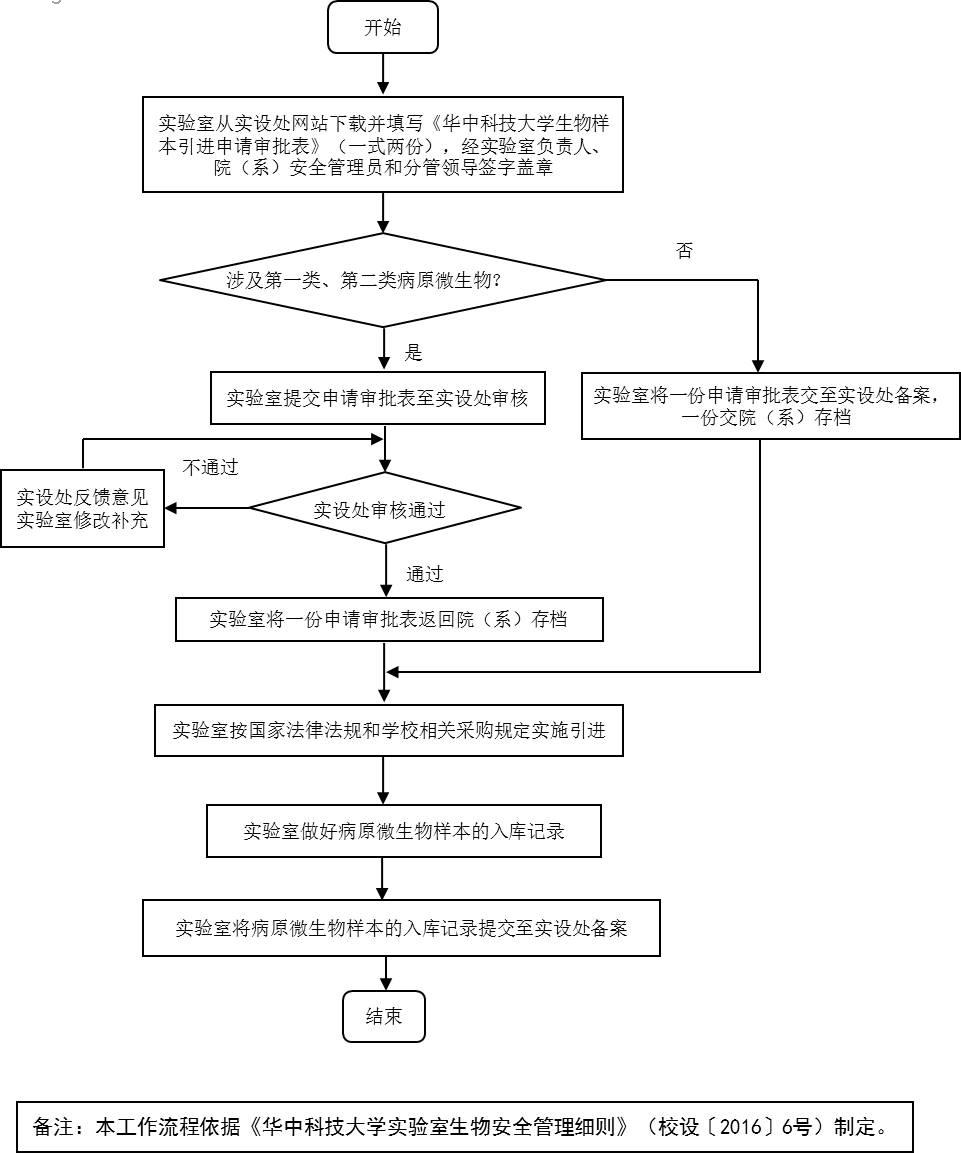 开始
实验室从实设处网站下载并填写《华中科技大学生物样
本引进申请审批表》（一式两份），经实验室负责人、
院（系）安全管理员和分管领导签字盖章
涉及第一类、第二类病原微生物？
否
是
实验室提交申请审批表至实设处审核
实验室将一份申请审批表交至实设处备案，
一份交院（系）存档
不通过
实设处反馈意见
实验室修改补充
实设处审核通过
通过
实验室将一份申请审批表返回院（系）存档
实验室按国家法律法规和学校相关采购规定实施引进
实验室做好病原微生物样本的入库记录
实验室将病原微生物样本的入库记录提交至实设处备案
结束
备注：本工作流程依据《华中科技大学实验室生物安全管理细则》（校设〔2016〕6号）制定。